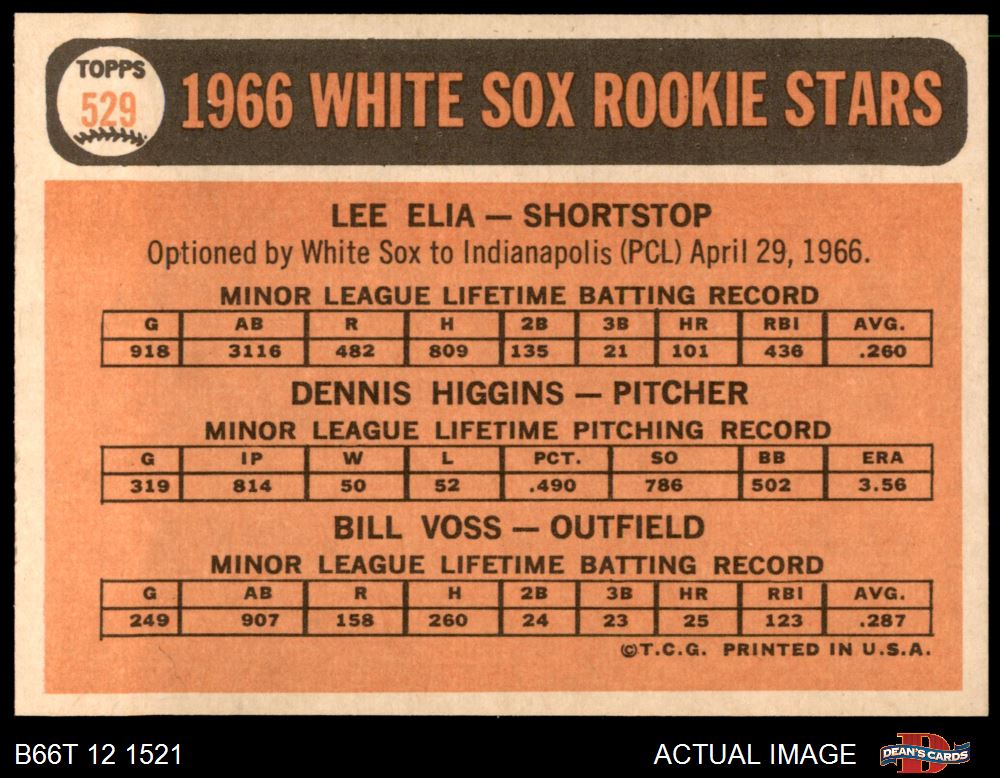 TOPPS
529
1966 WHITE SOX ROOKIE STARS
LEE ELIA — SHORTSTOP
Optioned by White Sox to Indianapolis (PCL) April 29, 1966.
MINOR LEAGUE LIFETIME BATTING RECORD
G AB R H 2B 3B HR RBI AVG.
918 3116 482 809 135 21 101 436 .260
DENNIS HIGGINS — PITCHER
MINOR LEAGUE LIFETIME PITCHING RECORD
G IP W L PCT. SO BB ERA
319 814 50 52 .490 786 502 3.56
BILL VOSS — OUTFIELD
MINOR LEAGUE LIFETIME BATTING RECORD
G AB R H 2B 3B HR RBI AVG.
249 907 158 260 24 23 25 123 .287
©T.C.G. PRINTED IN U.S.A.
B66T 12 1521 ACTUAL IMAGE D DEAN'S CARDS